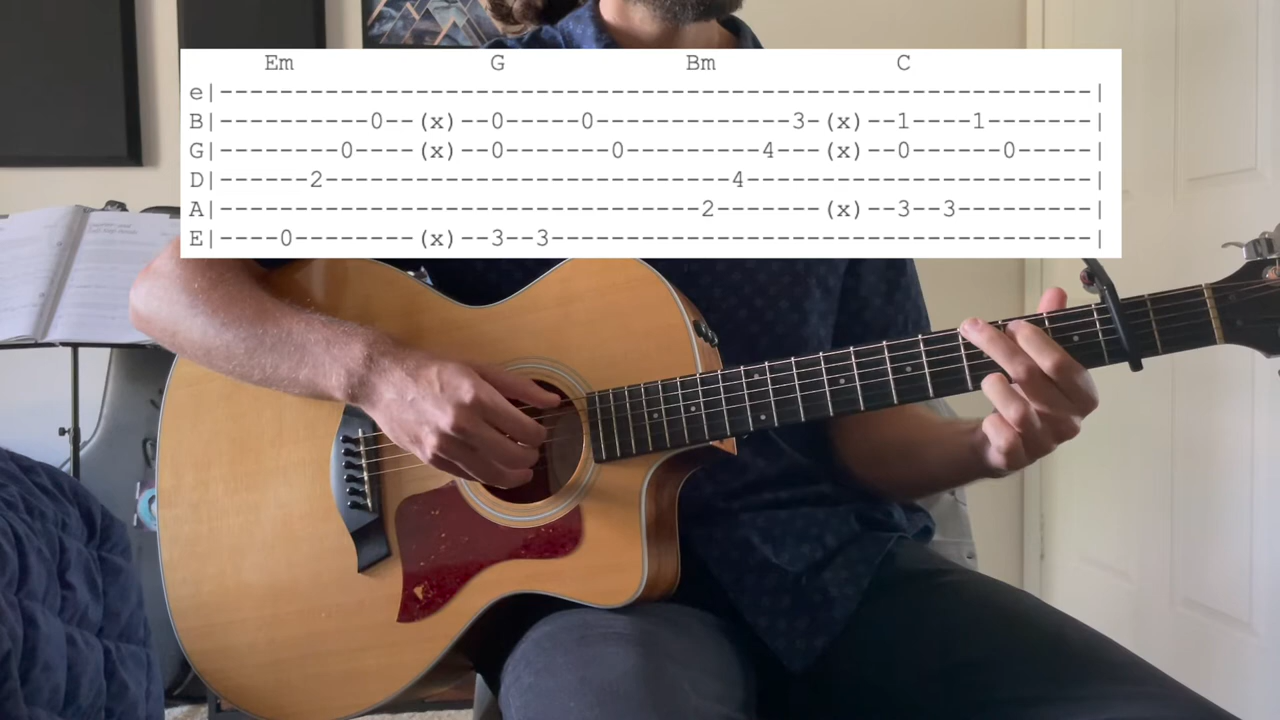 Em             G            Bm            C
e|----------------------------------------------------------|
B|----------0--(x)--0-----0-------------3-(x)--1----1-------|
G|--------0----(x)--0-------0---------4---(x)--0------0-----|
D|------2---------------------------4-----------------------|
A|--------------------------------2-------(x)--3--3---------|
E|----0--------(x)--3--3------------------------------------|